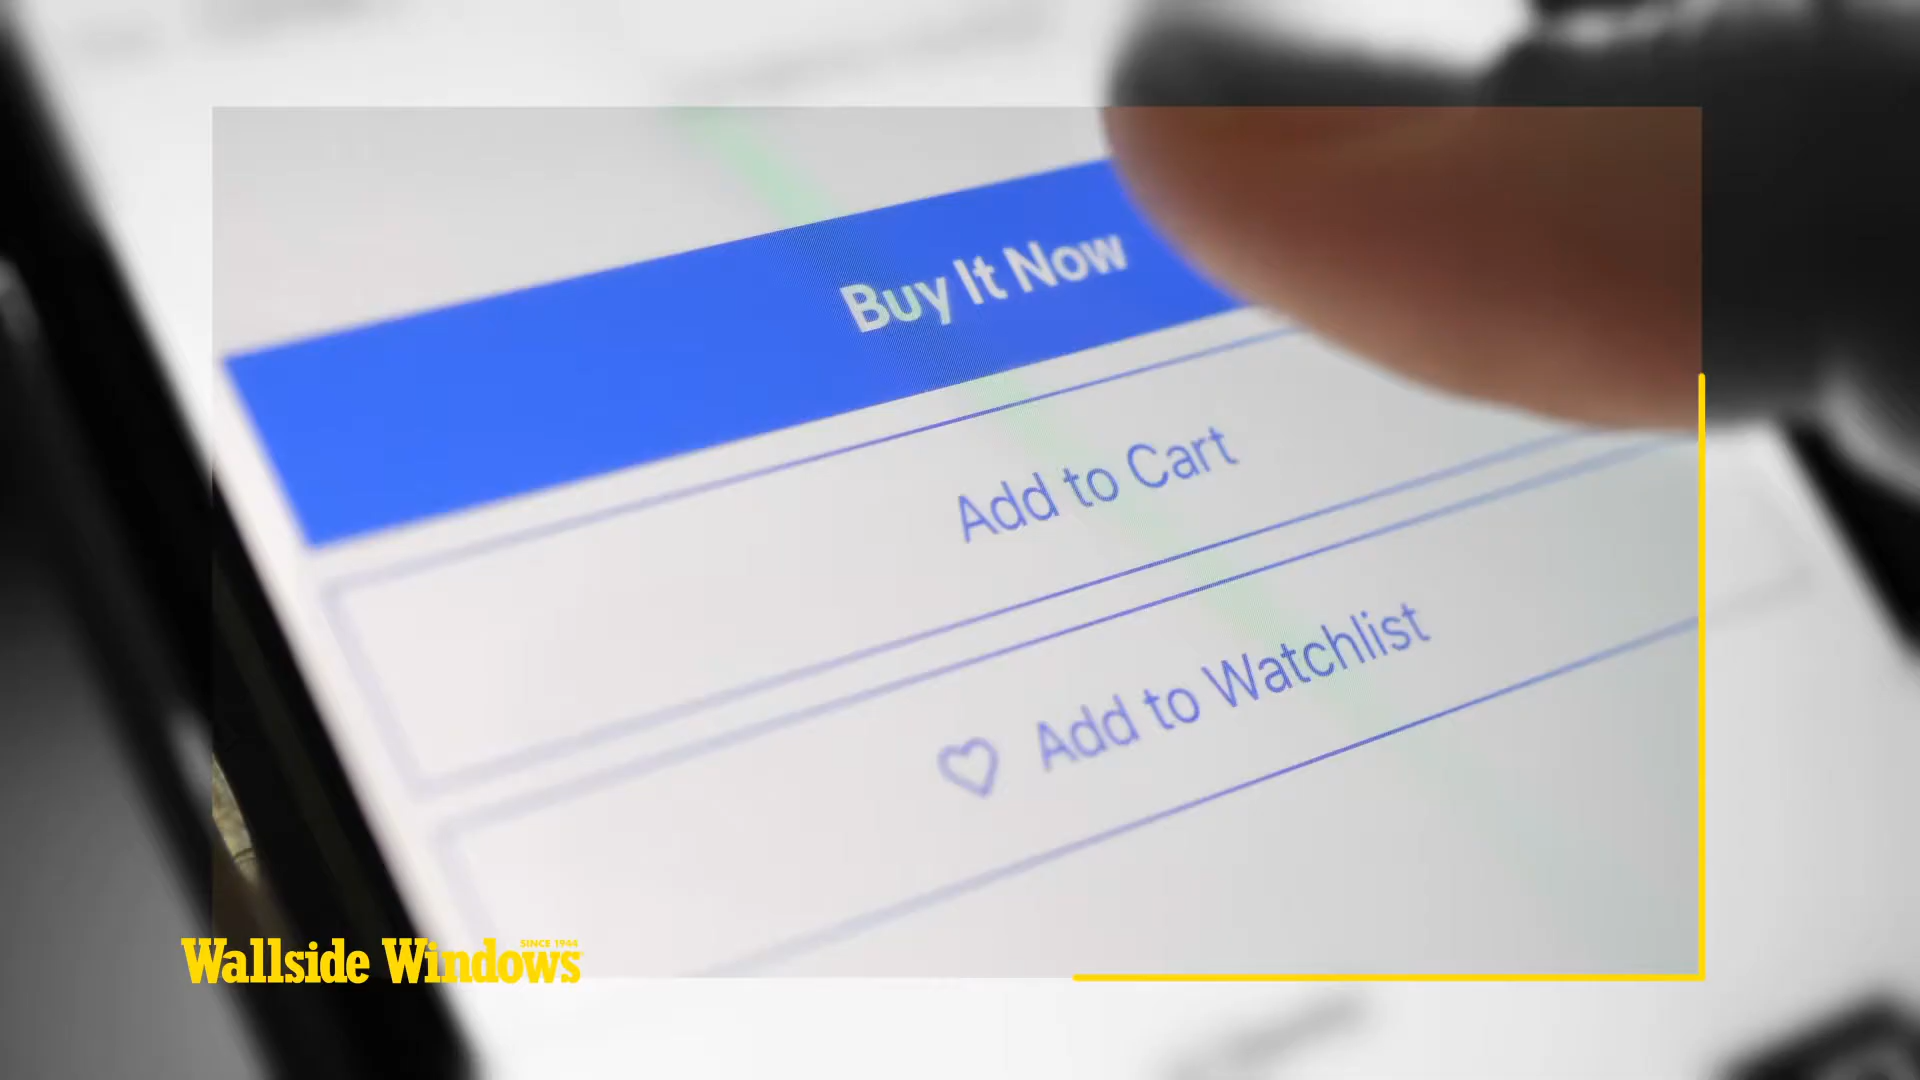 Buy It Now
Add to Cart
Add to Watchlist
SINCE 1944
Wallside Windows